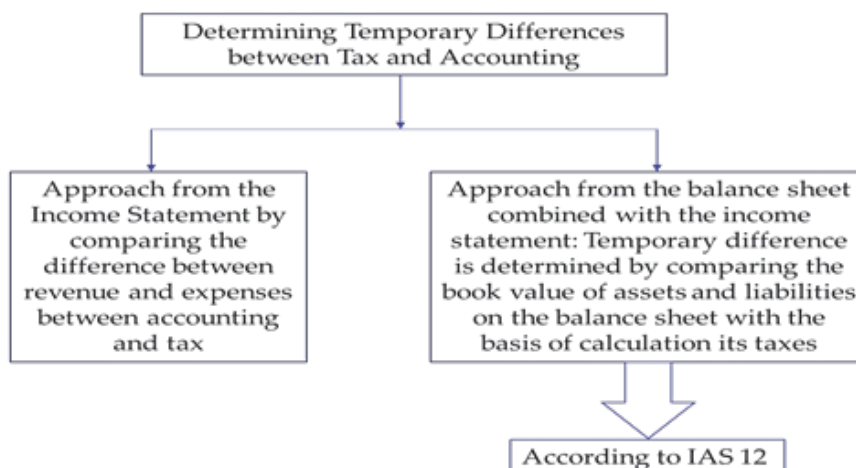 Determining Temporary Differences
between Tax and Accounting
Approach from the
Income Statement by
comparing the
difference between
revenue and expenses
between accounting
and tax
Approach from the balance sheet
combined with the income
statement: Temporary difference
is determined by comparing the
book value of assets and liabilities
on the balance sheet with the
basis of calculation its taxes
According to IAS 12